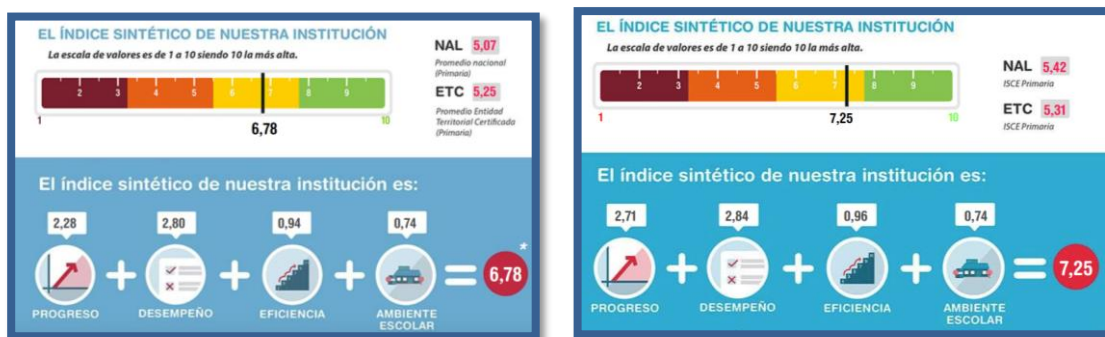 EL ÍNDICE SINTÉTICO DE NUESTRA INSTITUCIÓN
La escala de valores es de 1 a 10 siendo 10 la más alta.
NAL 5,07
Promedio nacional
(Primaria)
ETC 5,25
Promedio Entidad
Territorial Certificada
(Primaria)
2 3 4 5 6 7 8 9
1 10
6,78
El índice sintético de nuestra institución es:
2,28 2,80 0,94 0,74
+ + + = 6,78 *
PROGRESO DESEMPEÑO EFICIENCIA AMBIENTE
ESCOLAR
EL ÍNDICE SINTÉTICO DE NUESTRA INSTITUCIÓN
La escala de valores es de 1 a 10 siendo 10 la más alta.
NAL 5,42
ISCE Primaria
ETC 5,31
ISCE Primaria
2 3 4 5 6 7 8 9
1 10
7,25
El índice sintético de nuestra institución es:
2,71 2,84 0,96 0,74
+ + + = 7,25
PROGRESO DESEMPEÑO EFICIENCIA AMBIENTE
ESCOLAR